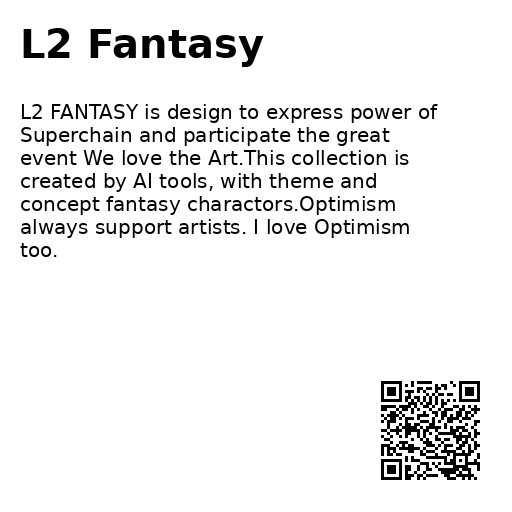 L2 Fantasy
L2 FANTASY is design to express power of
Superchain and participate the great
event We love the Art.This collection is
created by AI tools, with theme and
concept fantasy charactors.Optimism
always support artists. I love Optimism
too.